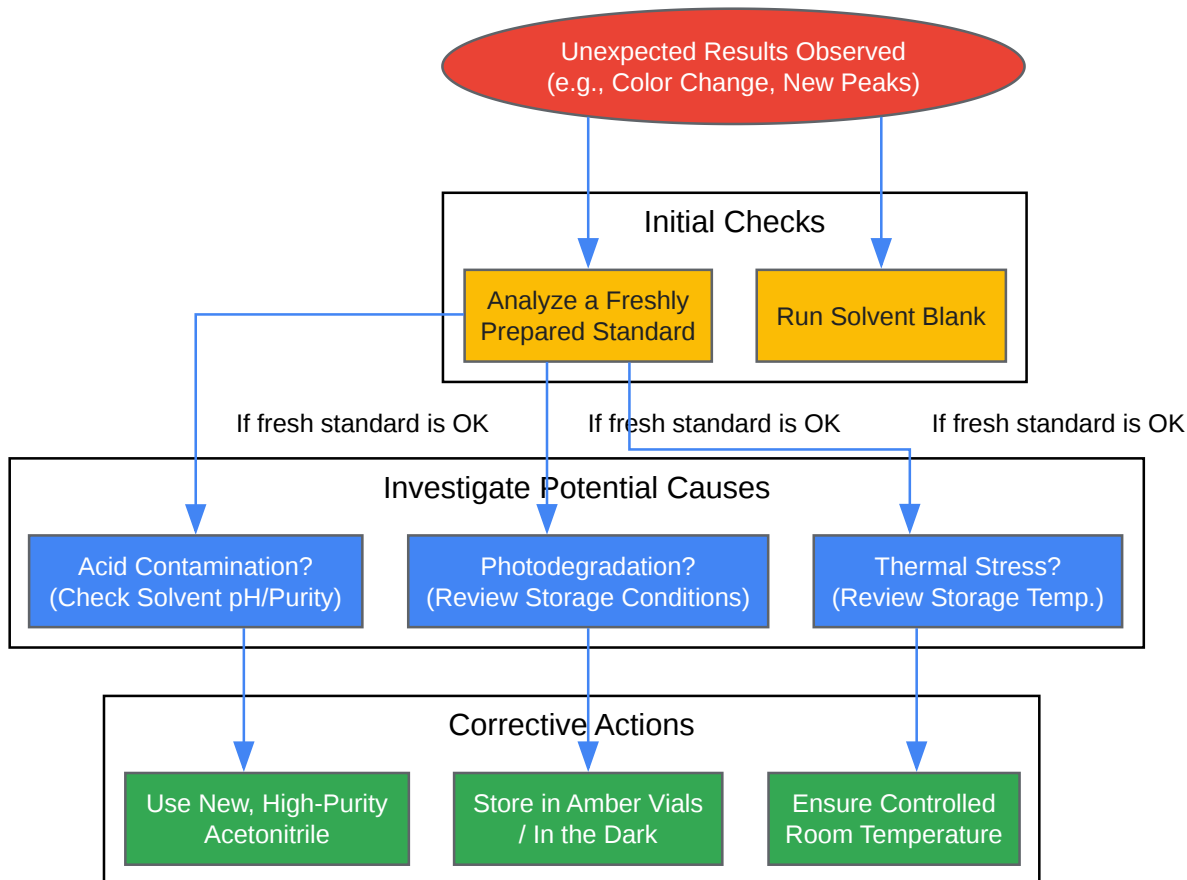 Unexpected Results Observed
(e.g., Color Change, New Peaks)
Initial Checks
Analyze a Freshly
Prepared Standard
Run Solvent Blank
If fresh standard is OK
If fresh standard is OK
If fresh standard is OK
Investigate Potential Causes
Acid Contamination?
(Check Solvent pH/Purity)
Photodegradation?
(Review Storage Conditions)
Thermal Stress?
(Review Storage Temp.)
Corrective Actions
Use New, High-Purity
Acetonitrile
Store in Amber Vials
/ In the Dark
Ensure Controlled
Room Temperature